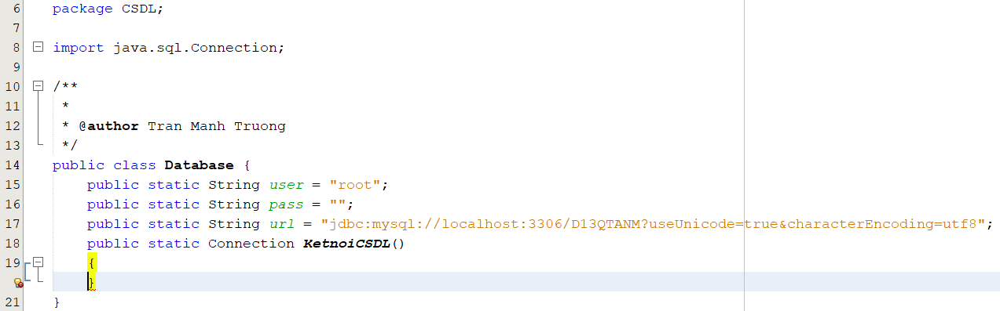 6 package CSDL;
7
8 import java.sql.Connection;
9
10 /**
11  *
12  * @author Tran Manh Truong
13  */
14 public class Database {
15     public static String user = "root";
16     public static String pass = "";
17     public static String url = "jdbc:mysql://localhost:3306/D13QTANM?useUnicode=true&characterEncoding=utf8";
18     public static Connection KetnoiCSDL()
19     {
    }
21 }